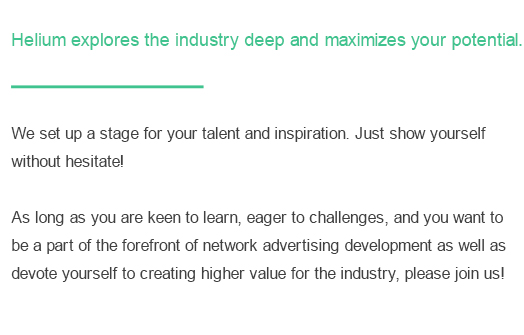 Helium explores the industry deep and maximizes your potential.
We set up a stage for your talent and inspiration. Just show yourself
without hesitate!
As long as you are keen to learn, eager to challenges, and you want to
be a part of the forefront of network advertising development as well as
devote yourself to creating higher value for the industry, please join us!